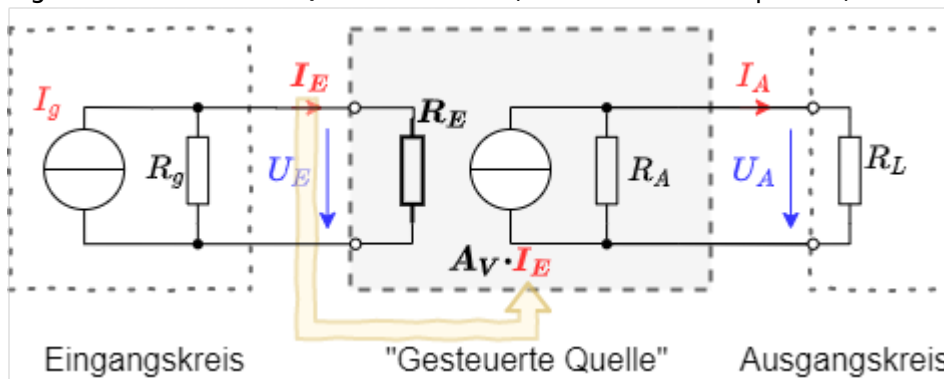 I_g
R_g
I_E
U_E
R_E
A_V·I_E
R_A
I_A
U_A
R_L
Eingangskreis
"Gesteuerte Quelle"
Ausgangskreis